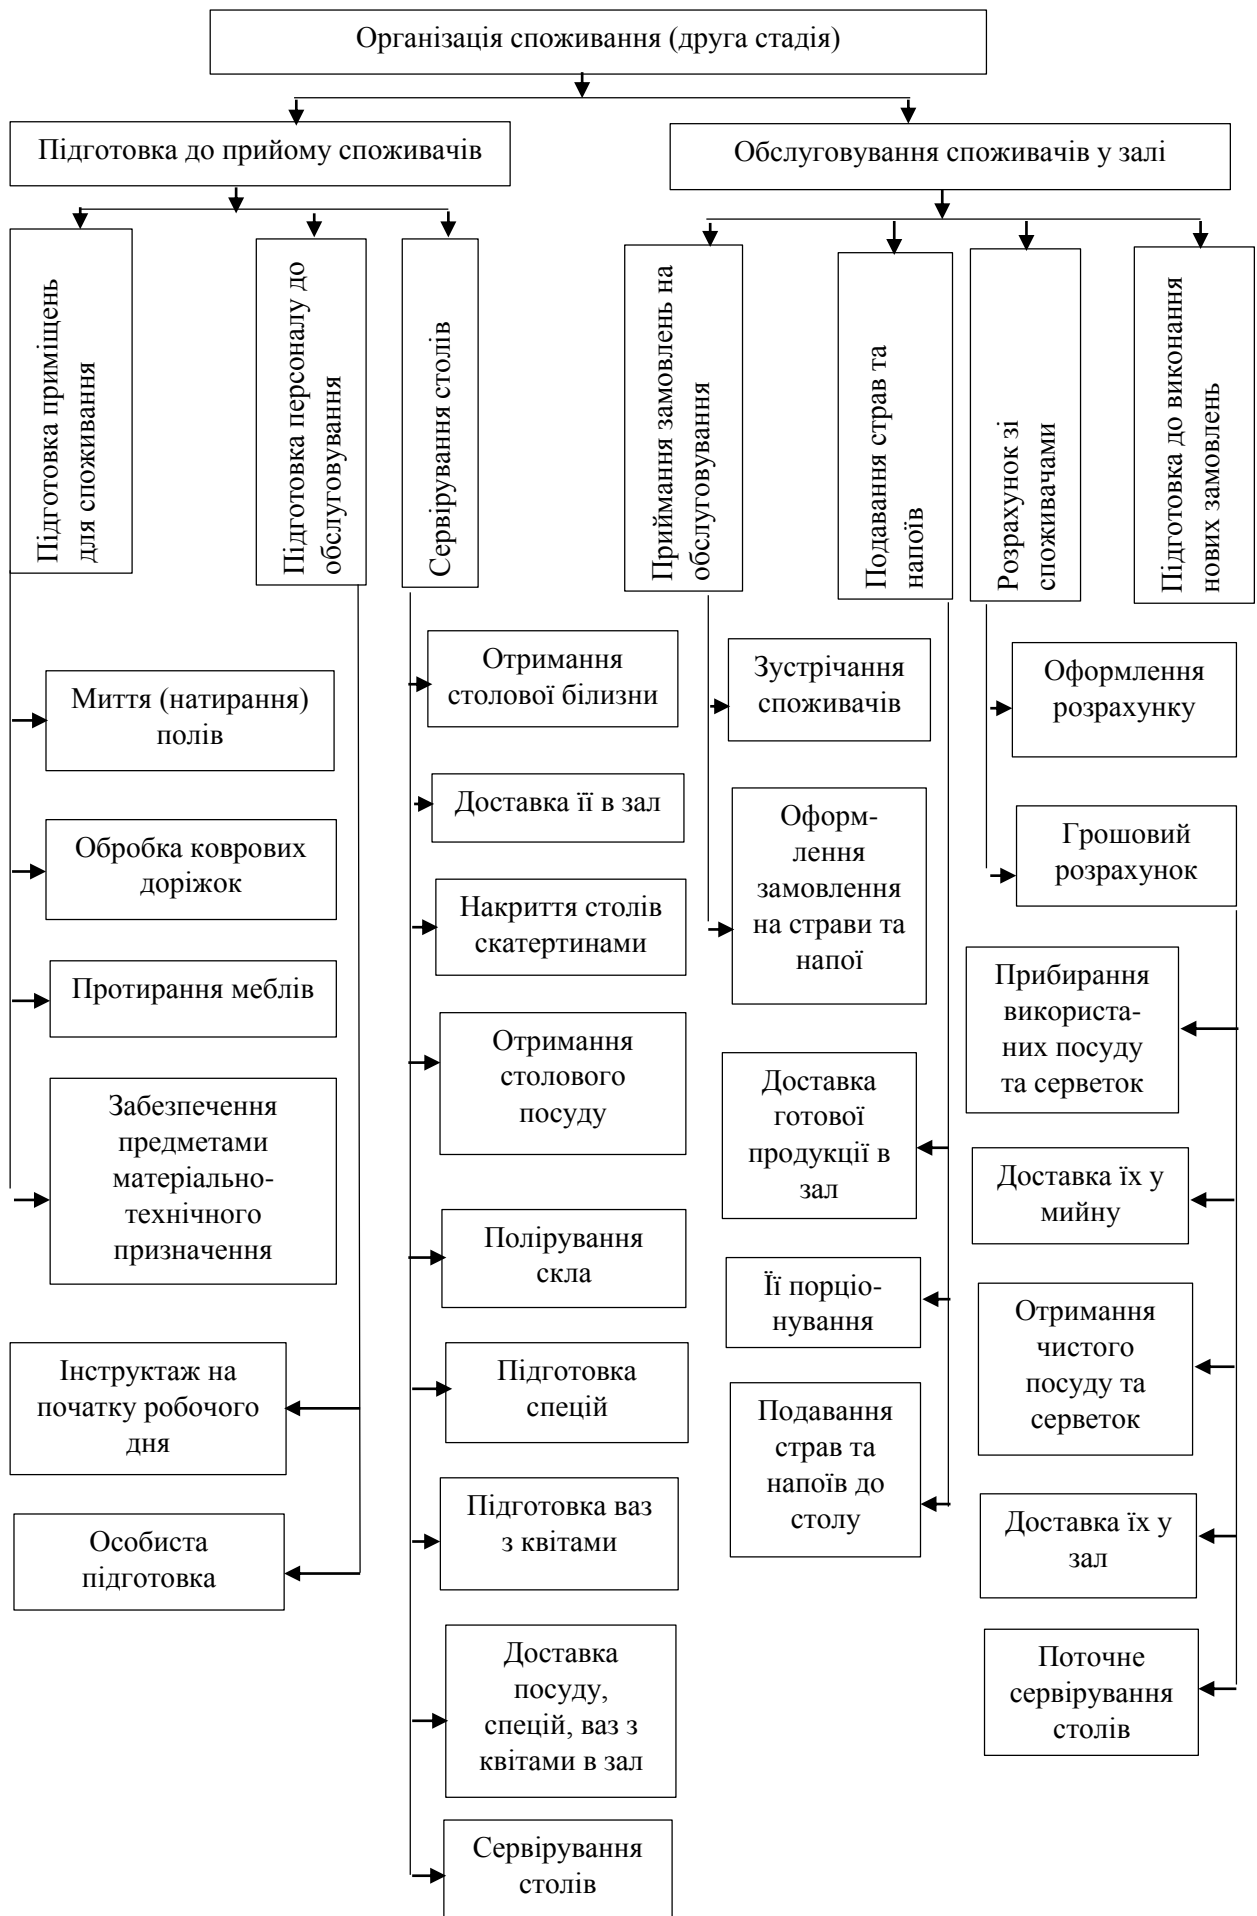 Організація споживання (друга стадія)
Підготовка до прийому споживачів
Обслуговування споживачів у залі
Підготовка приміщень
для споживання
Підготовка персоналу до
обслуговування
Сервірування столів
Приймання замовлень на
обслуговування
Подавання страв та
напоїв
Розрахунок зі
споживачами
Підготовка до виконання
нових замовлень
Миття (натирання)
полів
Обробка коврових
доріжок
Протирання меблів
Забезпечення
предметами
матеріально-
технічного
призначення
Інструктаж на
початку робочого
дня
Особиста
підготовка
Отримання
столової білизни
Доставка її в зал
Накриття столів
скатертинами
Отримання
столового
посуду
Полірування
скла
Підготовка
спецій
Підготовка ваз
з квітами
Доставка
посуду,
спецій, ваз з
квітами в зал
Сервірування
столів
Зустрічання
споживачів
Оформ-
лення
замовлення
на страви та
напої
Доставка
готової
продукції в
зал
Її порціо-
нування
Подавання
страв та
напоїв до
столу
Оформлення
розрахунку
Грошовий
розрахунок
Прибирання
використа-
них посуду
та серветок
Доставка їх у
мийну
Отримання
чистого
посуду та
серветок
Доставка їх у
зал
Поточне
сервірування
столів